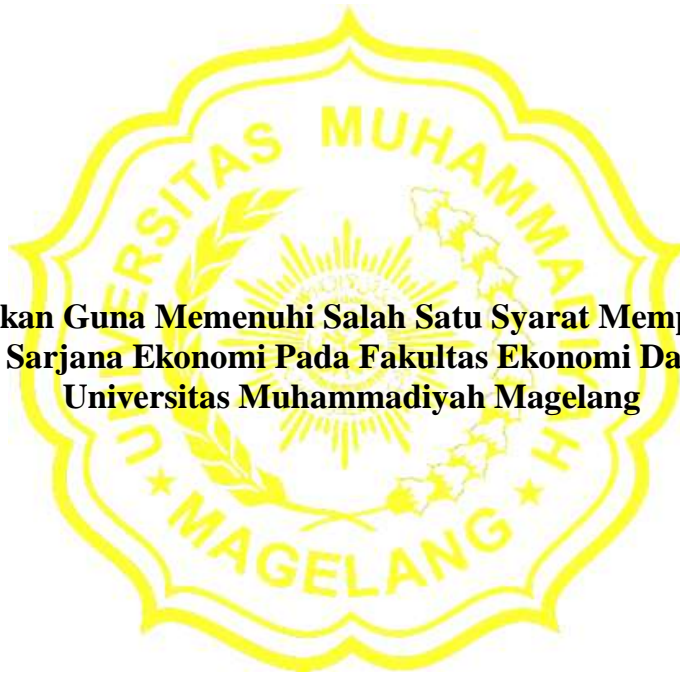 UNIVERSITAS MUHAMMADIYAH
kan Guna Memenuhi Salah Satu Syarat Memp
Sarjana Ekonomi Pada Fakultas Ekonomi Da
Universitas Muhammadiyah Magelang
★ MAGELANG ★